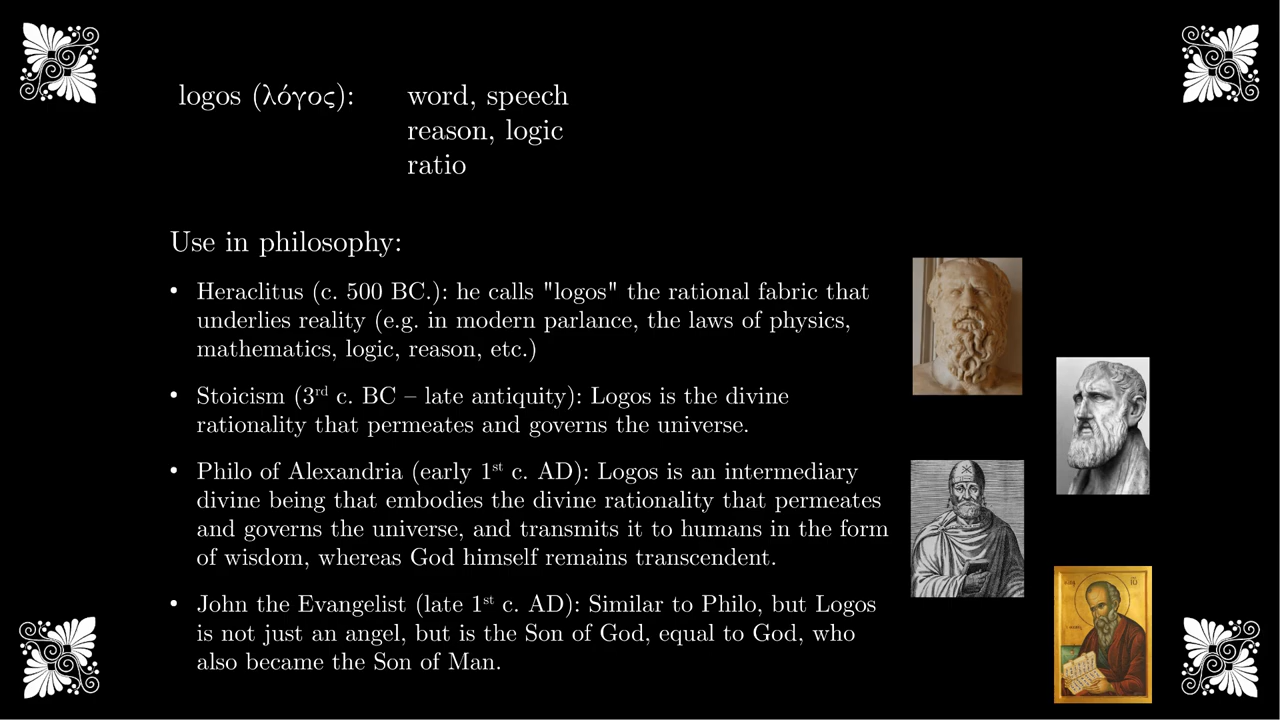 logos (λόγος): word, speech
reason, logic
ratio
Use in philosophy:
• Heraclitus (c. 500 BC.): he calls "logos" the rational fabric that
underlies reality (e.g. in modern parlance, the laws of physics,
mathematics, logic, reason, etc.)
• Stoicism (3rd c. BC – late antiquity): Logos is the divine
rationality that permeates and governs the universe.
• Philo of Alexandria (early 1st c. AD): Logos is an intermediary
divine being that embodies the divine rationality that permeates
and governs the universe, and transmits it to humans in the form
of wisdom, whereas God himself remains transcendent.
• John the Evangelist (late 1st c. AD): Similar to Philo, but Logos
is not just an angel, but is the Son of God, equal to God, who
also became the Son of Man.